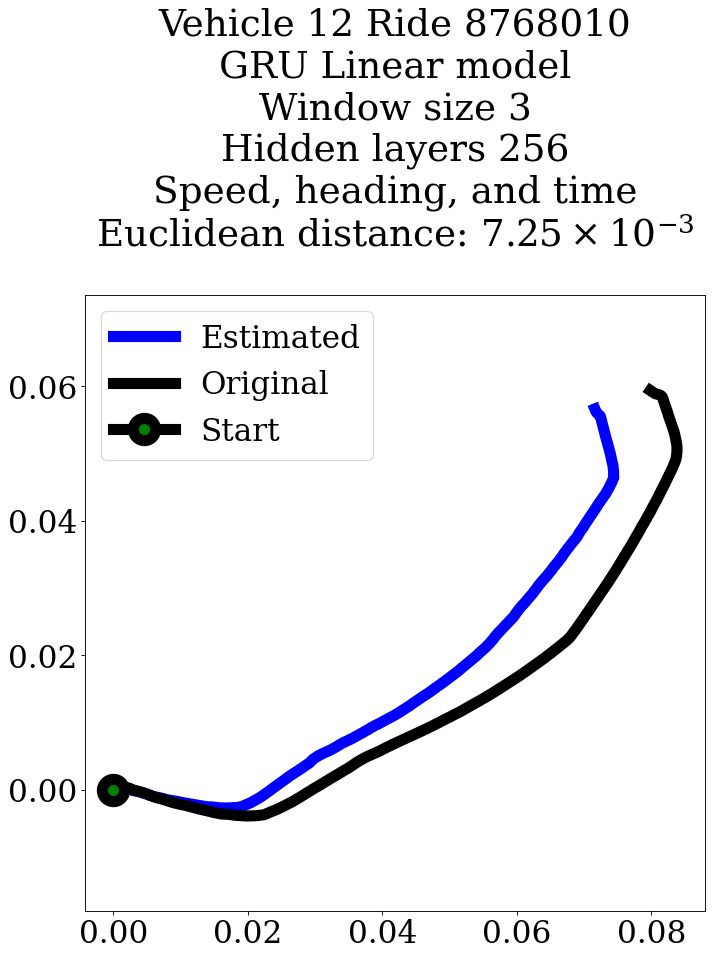 Vehicle 12 Ride 8768010
GRU Linear model
Window size 3
Hidden layers 256
Speed, heading, and time
Euclidean distance: 7.25 × 10⁻³
Estimated
Original
Start
0.06
0.04
0.02
0.00
0.00 0.02 0.04 0.06 0.08